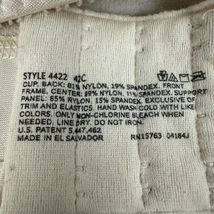 STYLE 4422 42C
CUP, BACK: 81% NYLON, 19% SPANDEX. FRONT
FRAME, CENTER: 89% NYLON, 11% SPANDEX. SUPPORT
PANEL: 85% NYLON, 15% SPANDEX. EXCLUSIVE OF
TRIM AND ELASTICS. HAND WASH COLD WITH LIKE
COLORS. ONLY NON-CHLORINE BLEACH WHEN
NEEDED. LINE DRY. DO NOT IRON.
U.S. PATENT 5,447,462
MADE IN EL SALVADOR RN15763 04184J